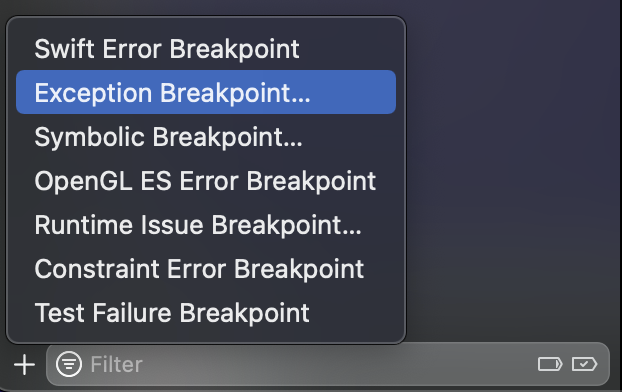 Swift Error Breakpoint
Exception Breakpoint...
Symbolic Breakpoint...
OpenGL ES Error Breakpoint
Runtime Issue Breakpoint...
Constraint Error Breakpoint
Test Failure Breakpoint
Filter